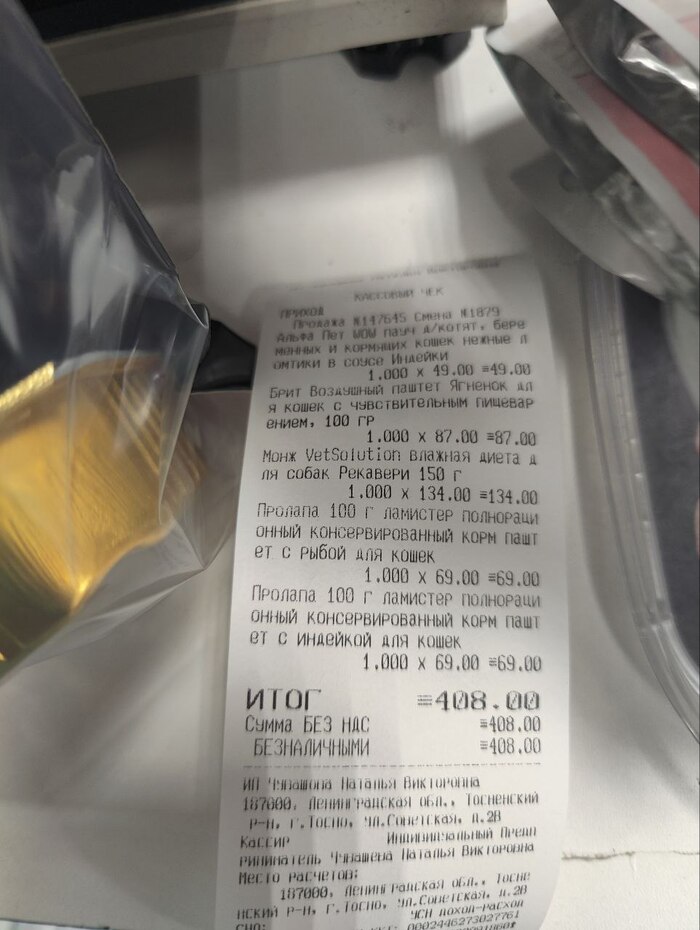 КАССОВЫЙ ЧЕК
ПРИХОД
Продажа №147645 Смена №1879
Альфа Пет WOW пауч д/котят, бере
менных и кормящих кошек нежные л
омтики в соусе Индейки
1.000 x 49.00 ≡49.00
Брит Воздушный паштет Ягненок дл
я кошек с чувствительным пищевар
ением, 100 гр
1.000 x 87.00 ≡87.00
Монж VetSolution влажная диета д
ля собак Рекавери 150 г
1.000 x 134.00 ≡134.00
Пролапа 100 г ламистер полнораци
онный консервированный корм пашт
ет с рыбой для кошек
1.000 x 69.00 ≡69.00
Пролапа 100 г ламистер полнораци
онный консервированный корм пашт
ет с индейкой для кошек
1.000 x 69.00 ≡69.00
ИТОГ ≡408.00
Сумма БЕЗ НДС ≡408.00
БЕЗНАЛИЧНЫМИ ≡408.00
ИП Наталья Викторовна
187000, Ленинградская обл., Тосненский
р-н, г.Тосно, ул.Советская, д.2В
Кассир Индивидуальный Предп
риниматель Наталья Викторовна
Место расчетов:
187000, Ленинградская обл., Тосне
нский р-н, г.Тосно, ул.Советская, д.2В
УСН доход-расход
0002446273027761